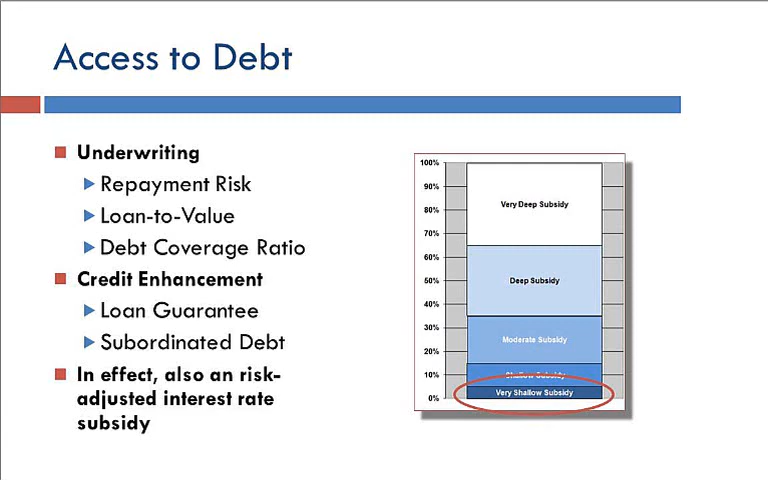 Access to Debt
Underwriting
Repayment Risk
Loan-to-Value
Debt Coverage Ratio
Credit Enhancement
Loan Guarantee
Subordinated Debt
In effect, also an risk-
adjusted interest rate
subsidy
100%
90%
80%
70%
60%
50%
40%
30%
20%
10%
0%
Very Deep Subsidy
Deep Subsidy
Moderate Subsidy
Shallow Subsidy
Very Shallow Subsidy